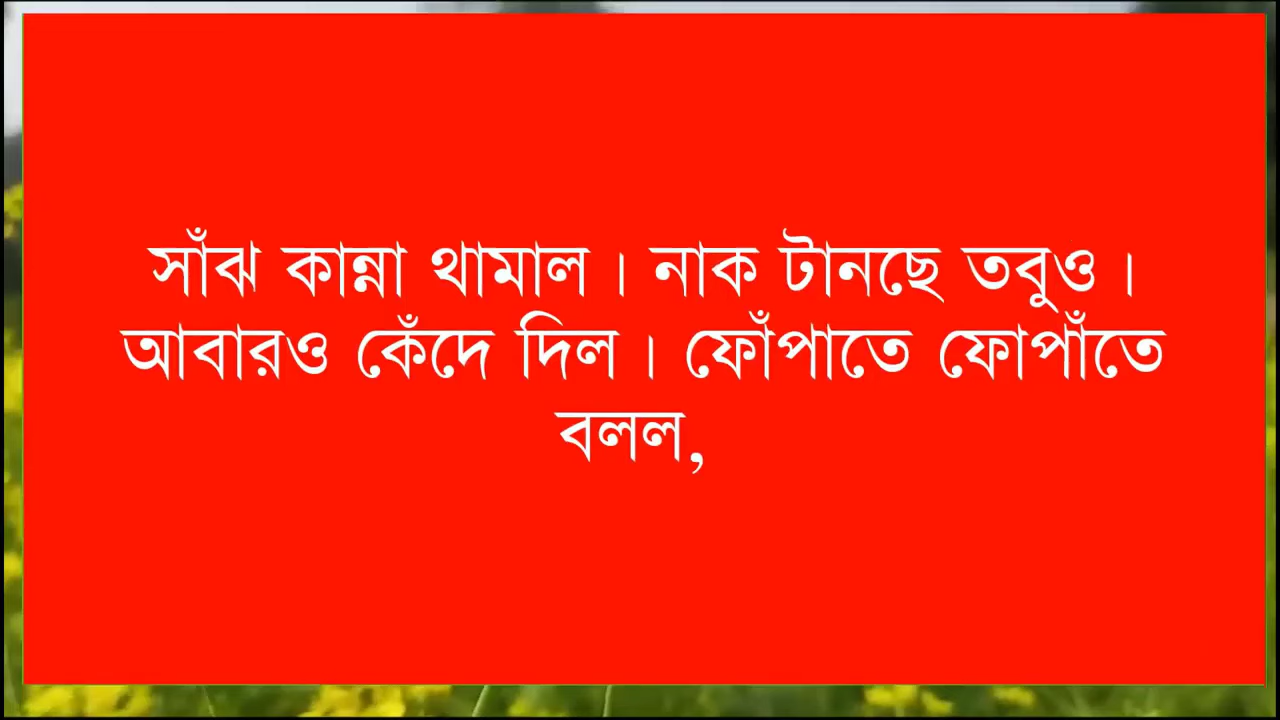 সাঁঝ কান্না থামাল। নাক টানছে তবুও।
আবারও কেঁদে দিল। ফোঁপাতে ফোপাঁতে
বলল,